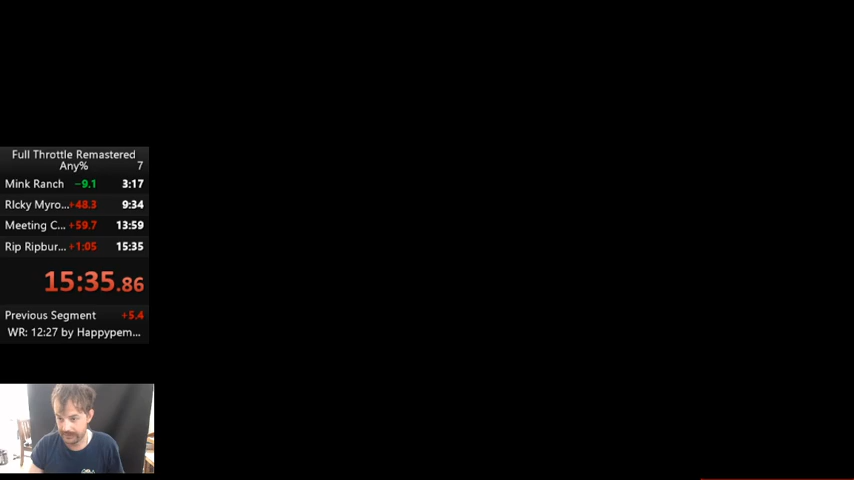 Full Throttle Remastered
Any% 7
Mink Ranch −9.1 3:17
RIcky Myro... +48.3 9:34
Meeting C... +59.7 13:59
Rip Ripbur... +1:05 15:35
15:35.86
Previous Segment +5.4
WR: 12:27 by Happypem...